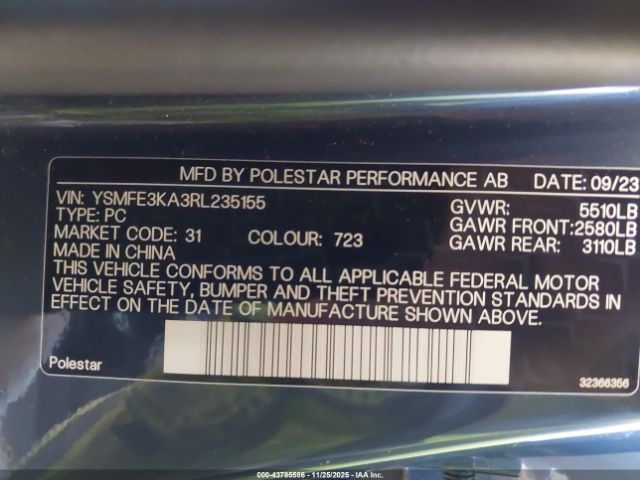 MFD BY POLESTAR PERFORMANCE AB DATE: 09/23
VIN: YSMFE3KA3RL235155 GVWR: 5510LB
TYPE: PC GAWR FRONT:2580LB
MARKET CODE: 31 COLOUR: 723 GAWR REAR: 3110LB
MADE IN CHINA
THIS VEHICLE CONFORMS TO ALL APPLICABLE FEDERAL MOTOR
VEHICLE SAFETY, BUMPER AND THEFT PREVENTION STANDARDS IN
EFFECT ON THE DATE OF MANUFACTURE SHOWN ABOVE.
Polestar 32366356
000-43785586 - 11/25/2025 - © IAA Inc.